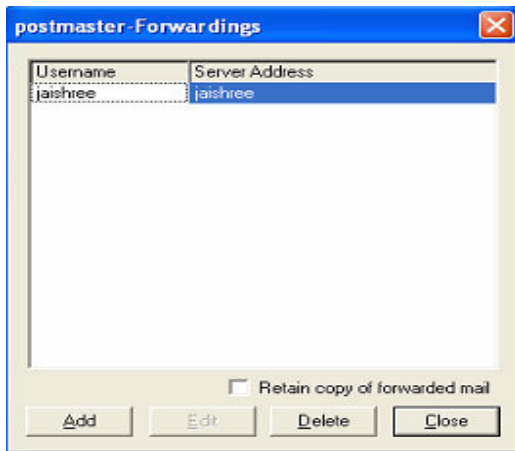 postmaster-Forwardings
Username Server Address
jaishree jaishree
Retain copy of forwarded mail
Add Edit Delete Close